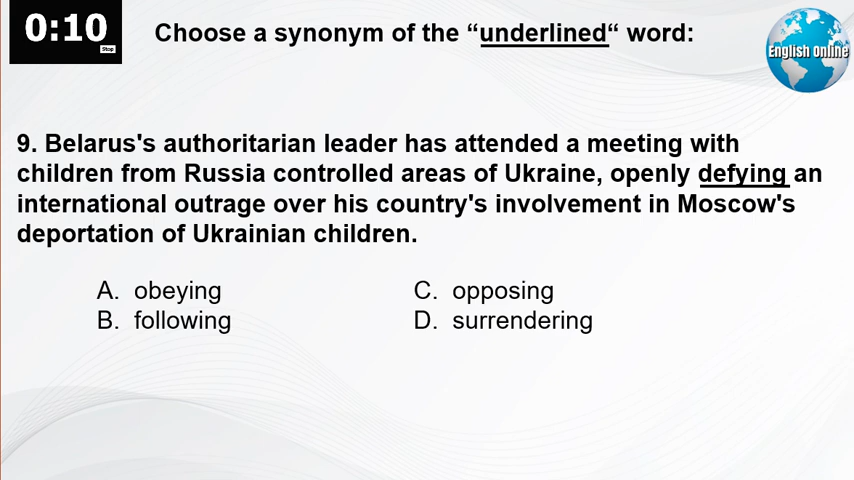 0:10
Stop
Choose a synonym of the “underlined“ word:
English Online
9. Belarus's authoritarian leader has attended a meeting with
children from Russia controlled areas of Ukraine, openly defying an
international outrage over his country's involvement in Moscow's
deportation of Ukrainian children.
A. obeying
B. following
C. opposing
D. surrendering